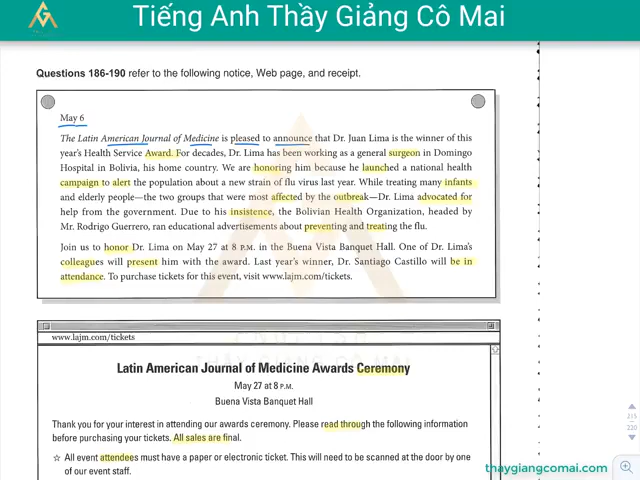 Tiếng Anh Thầy Giảng Cô Mai
Questions 186-190 refer to the following notice, Web page, and receipt.
May 6
The Latin American Journal of Medicine is pleased to announce that Dr. Juan Lima is the winner of this
year's Health Service Award. For decades, Dr. Lima has been working as a general surgeon in Domingo
Hospital in Bolivia, his home country. We are honoring him because he launched a national health
campaign to alert the population about a new strain of flu virus last year. While treating many infants
and elderly people—the two groups that were most affected by the outbreak—Dr. Lima advocated for
help from the government. Due to his insistence, the Bolivian Health Organization, headed by
Mr. Rodrigo Guerrero, ran educational advertisements about preventing and treating the flu.
Join us to honor Dr. Lima on May 27 at 8 P.M. in the Buena Vista Banquet Hall. One of Dr. Lima's
colleagues will present him with the award. Last year's winner, Dr. Santiago Castillo will be in
attendance. To purchase tickets for this event, visit www.lajm.com/tickets.
www.lajm.com/tickets
THẦY GIẢNG CÔ MAI
Latin American Journal of Medicine Awards Ceremony
May 27 at 8 P.M.
Buena Vista Banquet Hall
Thank you for your interest in attending our awards ceremony. Please read through the following information
before purchasing your tickets. All sales are final.
☆ All event attendees must have a paper or electronic ticket. This will need to be scanned at the door by one
of our event staff.
215
220
thaygiangcomai.com